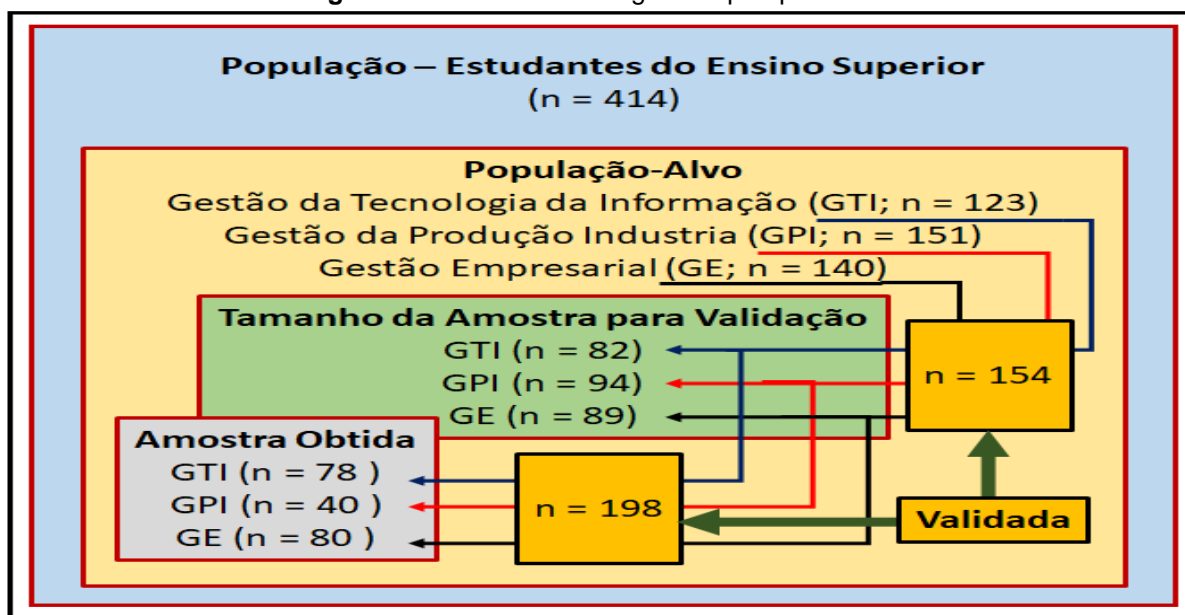 População – Estudantes do Ensino Superior
(n = 414)
População-Alvo
Gestão da Tecnologia da Informação (GTI; n = 123)
Gestão da Produção Industria (GPI; n = 151)
Gestão Empresarial (GE; n = 140)
Tamanho da Amostra para Validação
GTI (n = 82)
GPI (n = 94)
GE (n = 89)
n = 154
Amostra Obtida
GTI (n = 78 )
GPI (n = 40 )
GE (n = 80 )
n = 198
Validada